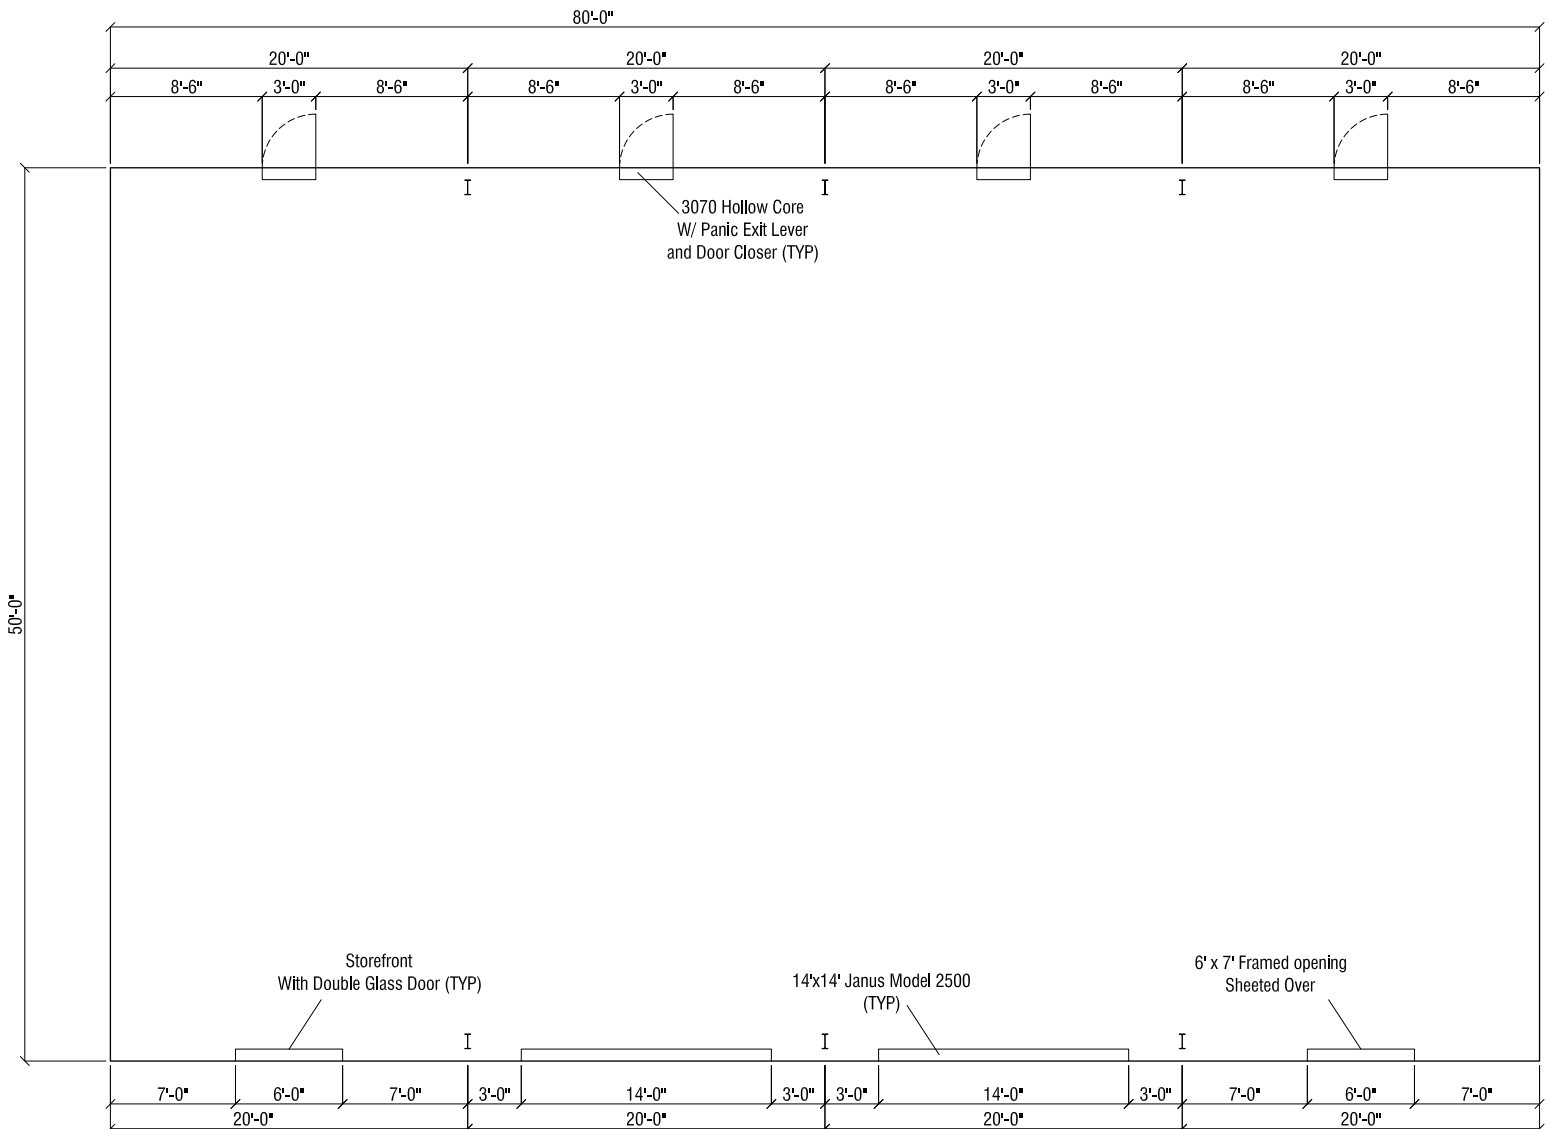 80'-0"
20'-0" 20'-0" 20'-0" 20'-0"
8'-6" 3'-0" 8'-6" 8'-6" 3'-0" 8'-6" 8'-6" 3'-0" 8'-6" 8'-6" 3'-0" 8'-6"
3070 Hollow Core
W/ Panic Exit Lever
and Door Closer (TYP)
50'-0"
Storefront
With Double Glass Door (TYP)
14'x14' Janus Model 2500
(TYP)
6' x 7' Framed opening
Sheeted Over
7'-0" 6'-0" 7'-0" 3'-0" 14'-0" 3'-0" 3'-0" 14'-0" 3'-0" 7'-0" 6'-0" 7'-0"
20'-0" 20'-0" 20'-0" 20'-0"